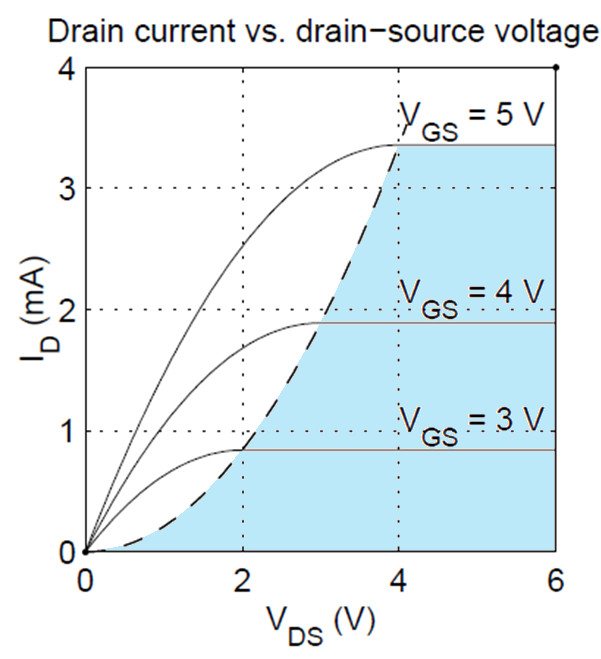 Drain current vs. drain−source voltage
4
V_GS = 5 V
3
V_GS = 4 V
2
V_GS = 3 V
1
0
0 2 4 6
I_D (mA)
V_DS (V)